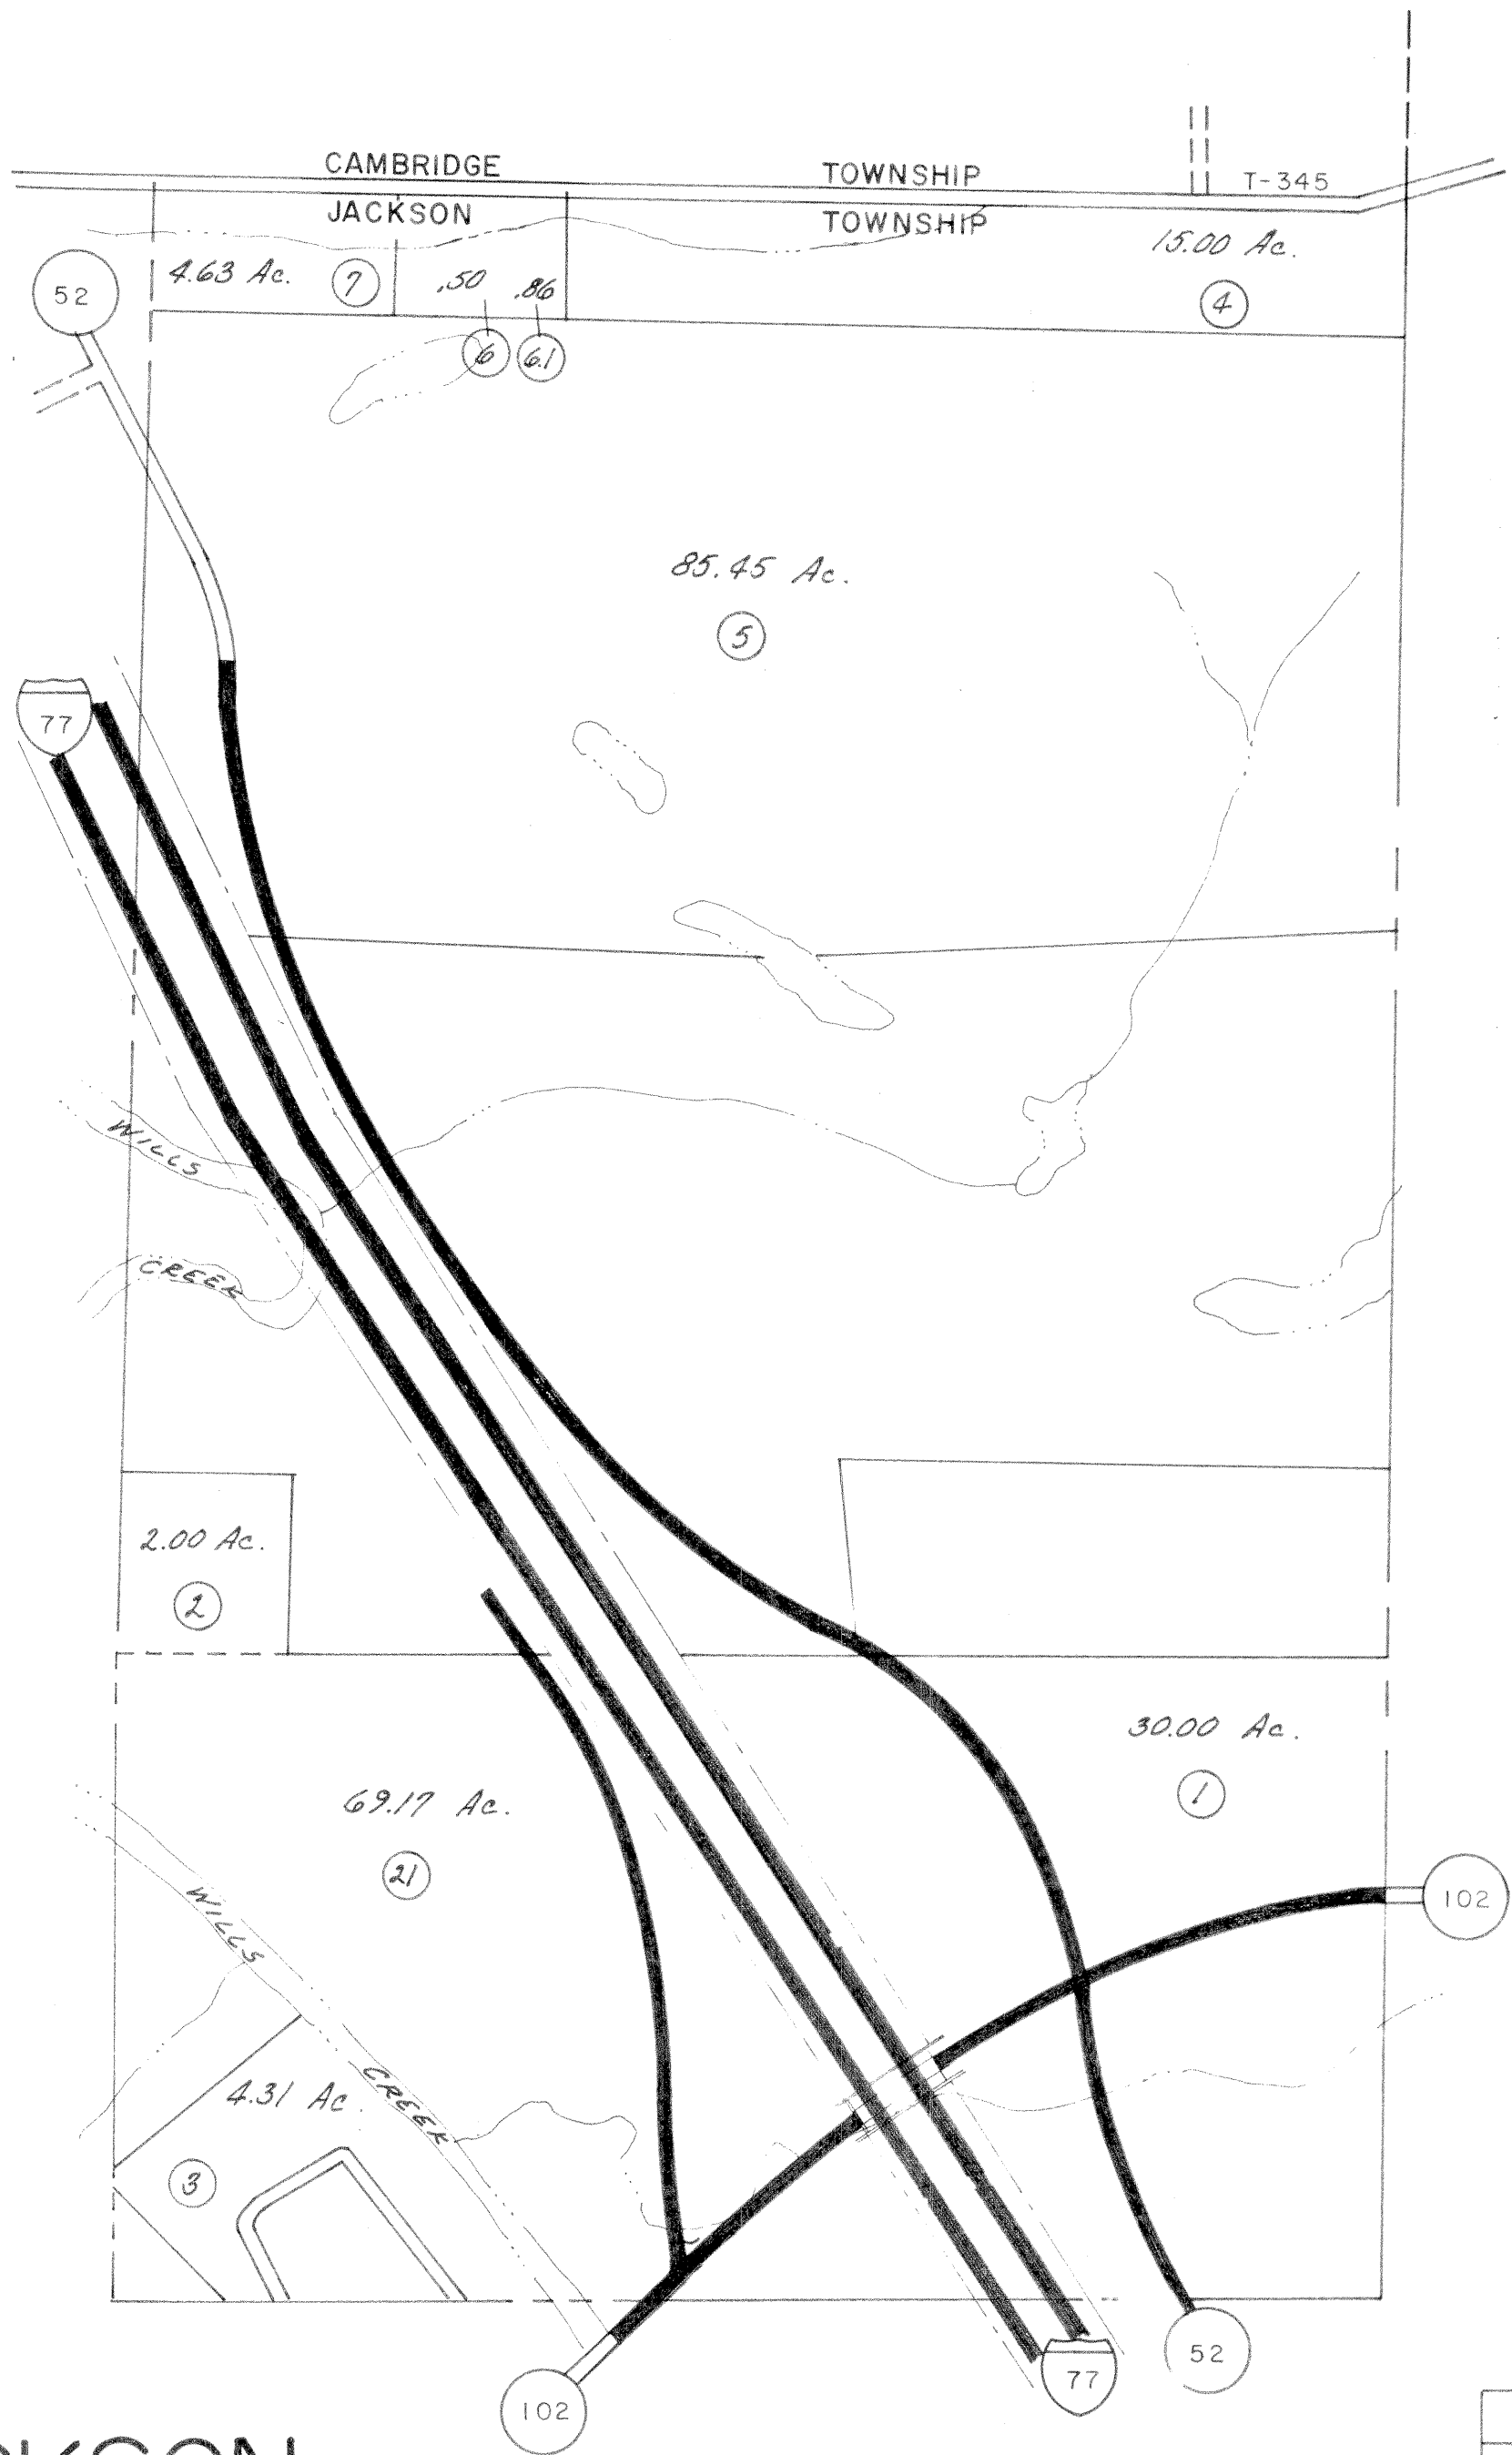 CAMBRIDGE TOWNSHIP
T-345
JACKSON TOWNSHIP
15.00 Ac.
4.63 Ac. 7 .50 .86
52
4
6 6.1
85.45 Ac.
5
77
WILLS
CREEK
2.00 Ac.
2
30.00 Ac.
1
69.17 Ac.
21
WILLS
102
CREEK
4.31 Ac.
3
52
77
102